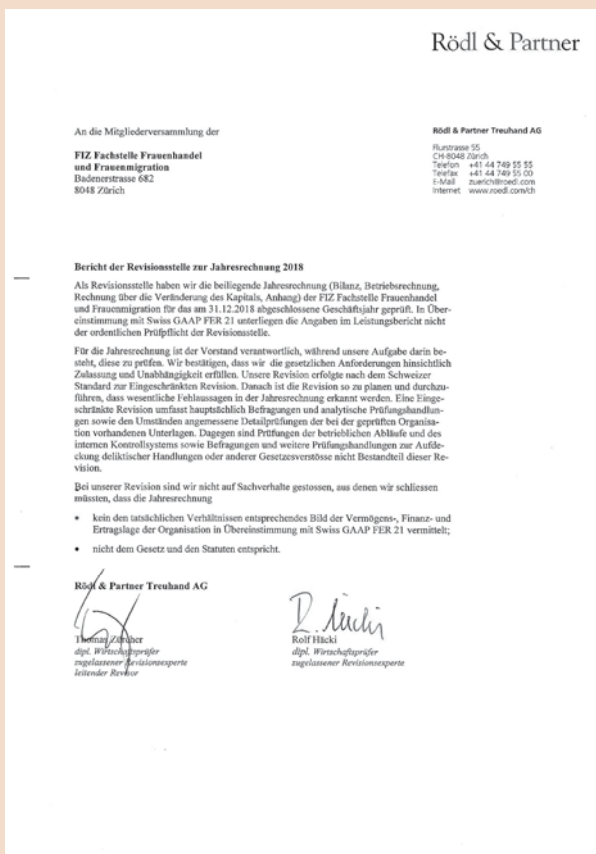 Rödl & Partner
An die Mitgliederversammlung der
FIZ Fachstelle Frauenhandel
und Frauenmigration
Badenerstrasse 682
8048 Zürich
Rödl & Partner Treuhand AG
Flurstrasse 55
CH-8048 Zürich
Telefon +41 44 749 55 55
Telefax +41 44 749 55 00
E-Mail zuerich@roedl.com
Internet www.roedl.com/ch
Bericht der Revisionsstelle zur Jahresrechnung 2018
Als Revisionsstelle haben wir die beiliegende Jahresrechnung (Bilanz, Betriebsrechnung,
Rechnung über die Veränderung des Kapitals, Anhang) der FIZ Fachstelle Frauenhandel
und Frauenmigration für das am 31.12.2018 abgeschlossene Geschäftsjahr geprüft. In Über-
einstimmung mit Swiss GAAP FER 21 unterliegen die Angaben im Leistungsbericht nicht
der ordentlichen Prüfpflicht der Revisionsstelle.
Für die Jahresrechnung ist der Vorstand verantwortlich, während unsere Aufgabe darin be-
steht, diese zu prüfen. Wir bestätigen, dass wir die gesetzlichen Anforderungen hinsichtlich
Zulassung und Unabhängigkeit erfüllen. Unsere Revision erfolgte nach dem Schweizer
Standard zur Eingeschränkten Revision. Danach ist die Revision so zu planen und durchzu-
führen, dass wesentliche Fehlaussagen in der Jahresrechnung erkannt werden. Eine Einge-
schränkte Revision umfasst hauptsächlich Befragungen und analytische Prüfungshandlun-
gen sowie den Umständen angemessene Detailprüfungen der bei der geprüften Organisa-
tion vorhandenen Unterlagen. Dagegen sind Prüfungen der betrieblichen Abläufe und des
internen Kontrollsystems sowie Befragungen und weitere Prüfungshandlungen zur Aufde-
ckung deliktischer Handlungen oder anderer Gesetzesverstösse nicht Bestandteil dieser Re-
vision.
Bei unserer Revision sind wir nicht auf Sachverhalte gestossen, aus denen wir schliessen
müssten, dass die Jahresrechnung
• kein den tatsächlichen Verhältnissen entsprechendes Bild der Vermögens-, Finanz- und
Ertragslage der Organisation in Übereinstimmung mit Swiss GAAP FER 21 vermittelt;
• nicht dem Gesetz und den Statuten entspricht.
Rödl & Partner Treuhand AG
Thomas Zürcher
dipl. Wirtschaftsprüfer
zugelassener Revisionsexperte
leitender Revisor
Rolf Häcki
dipl. Wirtschaftsprüfer
zugelassener Revisionsexperte